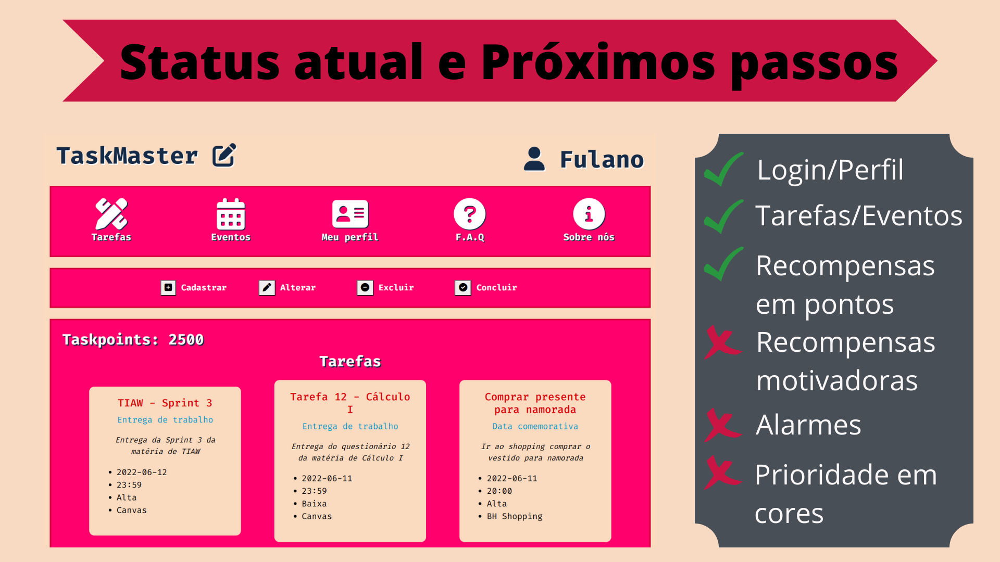 Status atual e Próximos passos
TaskMaster
Fulano
Tarefas
Eventos
Meu perfil
F.A.Q
Sobre nós
Cadastrar
Alterar
Excluir
Concluir
Taskpoints: 2500
Tarefas
TIAW - Sprint 3
Entrega de trabalho
Entrega da Sprint 3 da
matéria de TIAW
• 2022-06-12
• 23:59
• Alta
• Canvas
Tarefa 12 - Cálculo
I
Entrega de trabalho
Entrega do questionário 12
da matéria de Cálculo I
• 2022-06-11
• 23:59
• Baixa
• Canvas
Comprar presente
para namorada
Data comemorativa
Ir ao shopping comprar o
vestido para namorada
• 2022-06-11
• 20:00
• Alta
• BH Shopping
Login/Perfil
Tarefas/Eventos
Recompensas
em pontos
Recompensas
motivadoras
Alarmes
Prioridade em
cores